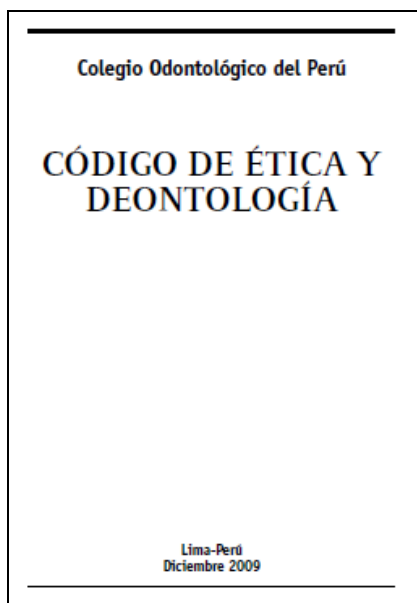 Colegio Odontológico del Perú
CÓDIGO DE ÉTICA Y
DEONTOLOGÍA
Lima-Perú
Diciembre 2009